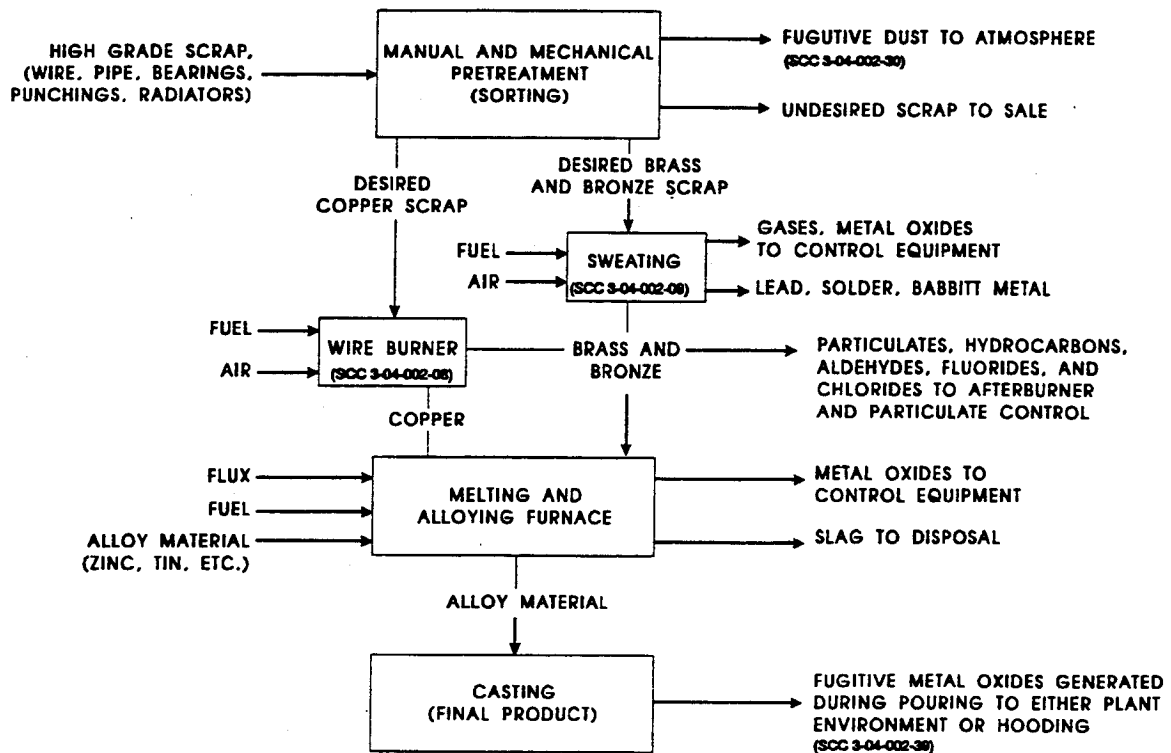 HIGH GRADE SCRAP,
(WIRE, PIPE, BEARINGS,
PUNCHINGS, RADIATORS)
MANUAL AND MECHANICAL
PRETREATMENT
(SORTING)
FUGUTIVE DUST TO ATMOSPHERE
(SCC 3-04-002-30)
UNDESIRED SCRAP TO SALE
DESIRED
COPPER SCRAP
DESIRED BRASS
AND BRONZE SCRAP
FUEL
AIR
SWEATING
(SCC 3-04-002-09)
GASES, METAL OXIDES
TO CONTROL EQUIPMENT
LEAD, SOLDER, BABBITT METAL
FUEL
AIR
WIRE BURNER
(SCC 3-04-002-08)
BRASS AND
BRONZE
PARTICULATES, HYDROCARBONS,
ALDEHYDES, FLUORIDES, AND
CHLORIDES TO AFTERBURNER
AND PARTICULATE CONTROL
COPPER
FLUX
FUEL
ALLOY MATERIAL
(ZINC, TIN, ETC.)
MELTING AND
ALLOYING FURNACE
METAL OXIDES TO
CONTROL EQUIPMENT
SLAG TO DISPOSAL
ALLOY MATERIAL
CASTING
(FINAL PRODUCT)
FUGITIVE METAL OXIDES GENERATED
DURING POURING TO EITHER PLANT
ENVIRONMENT OR HOODING
(SCC 3-04-002-39)